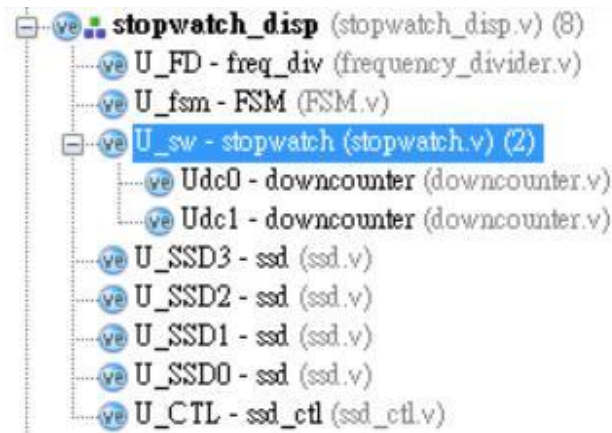 stopwatch_disp (stopwatch_disp.v) (8)
U_FD - freq_div (frequency_divider.v)
U_fsm - FSM (FSM.v)
U_sw - stopwatch (stopwatch.v) (2)
Udc0 - downcounter (downcounter.v)
Udc1 - downcounter (downcounter.v)
U_SSD3 - ssd (ssd.v)
U_SSD2 - ssd (ssd.v)
U_SSD1 - ssd (ssd.v)
U_SSD0 - ssd (ssd.v)
U_CTL - ssd_ctl (ssd_ctl.v)